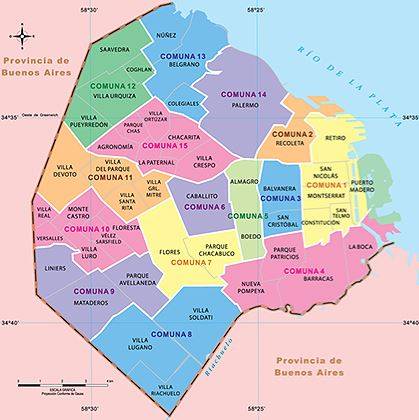 58°30'
58°25'
NÚÑEZ
SAAVEDRA
COMUNA 13
BELGRANO
RÍO DE LA PLATA
Provincia de
Buenos Aires
COGHLAN
COMUNA 12
VILLA URQUIZA
COMUNA 14
PALERMO
COLEGIALES
34°35'
34°35'
Oeste de Greenwich
VILLA
PUEYRREDÓN
VILLA
ORTÚZAR
PARQUE
CHAS
CHACARITA
COMUNA 2
RECOLETA
RETIRO
AGRONOMÍA
COMUNA 15
LA PATERNAL
VILLA
CRESPO
VILLA
DEVOTO
VILLA
DEL PARQUE
COMUNA 11
VILLA
SANTA
RITA
VILLA
GRL.
MITRE
SAN
NICOLÁS
COMUNA 1
MONTSERRAT
PUERTO
MADERO
SAN
TELMO
CONSTITUCIÓN
ALMAGRO
BALVANERA
COMUNA 3
SAN
CRISTÓBAL
CABALLITO
COMUNA 6
COMUNA 5
BOEDO
VILLA
REAL
MONTE
CASTRO
COMUNA 10
FLORESTA
VÉLEZ
SARSFIELD
VERSALLES
VILLA
LURO
FLORES
PARQUE
CHACABUCO
COMUNA 7
PARQUE
PATRICIOS
LA BOCA
COMUNA 4
BARRACAS
NUEVA
POMPEYA
LINIERS
PARQUE
AVELLANEDA
COMUNA 9
MATADEROS
VILLA
SOLDATI
34°40'
34°40'
COMUNA 8
VILLA
LUGANO
Riachuelo
Provincia de
Buenos Aires
VILLA
RIACHUELO
ESCALA GRÁFICA
Proyección Conforme de Gauss
58°30'
58°25'